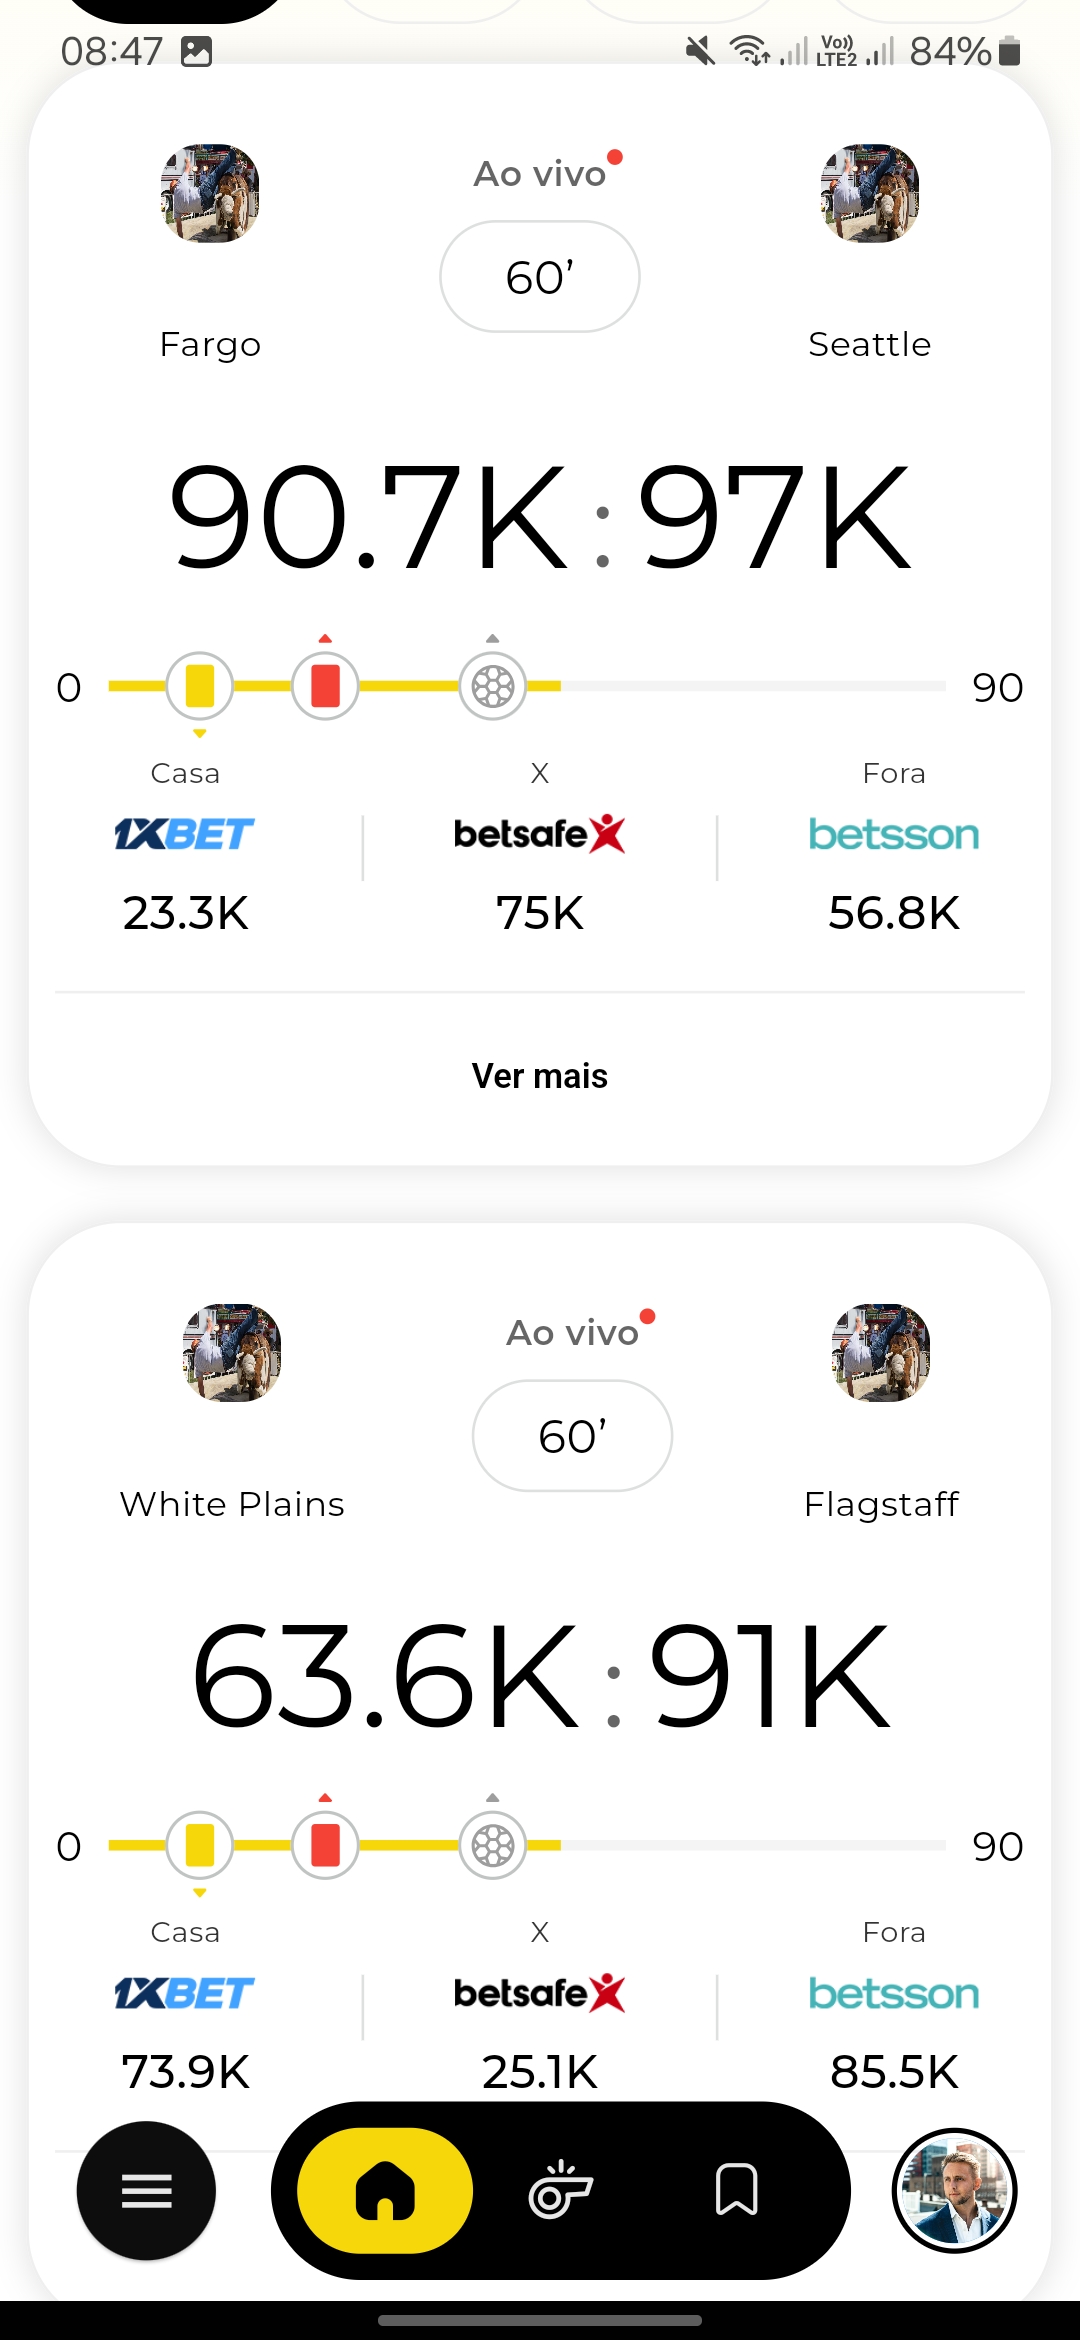 08:47 Vo)) LTE2 84%
Ao vivo
60’
Fargo Seattle
90.7K : 97K
0 90
Casa X Fora
1XBET betsafe betsson
23.3K 75K 56.8K
Ver mais
Ao vivo
60’
White Plains Flagstaff
63.6K : 91K
0 90
Casa X Fora
1XBET betsafe betsson
73.9K 25.1K 85.5K